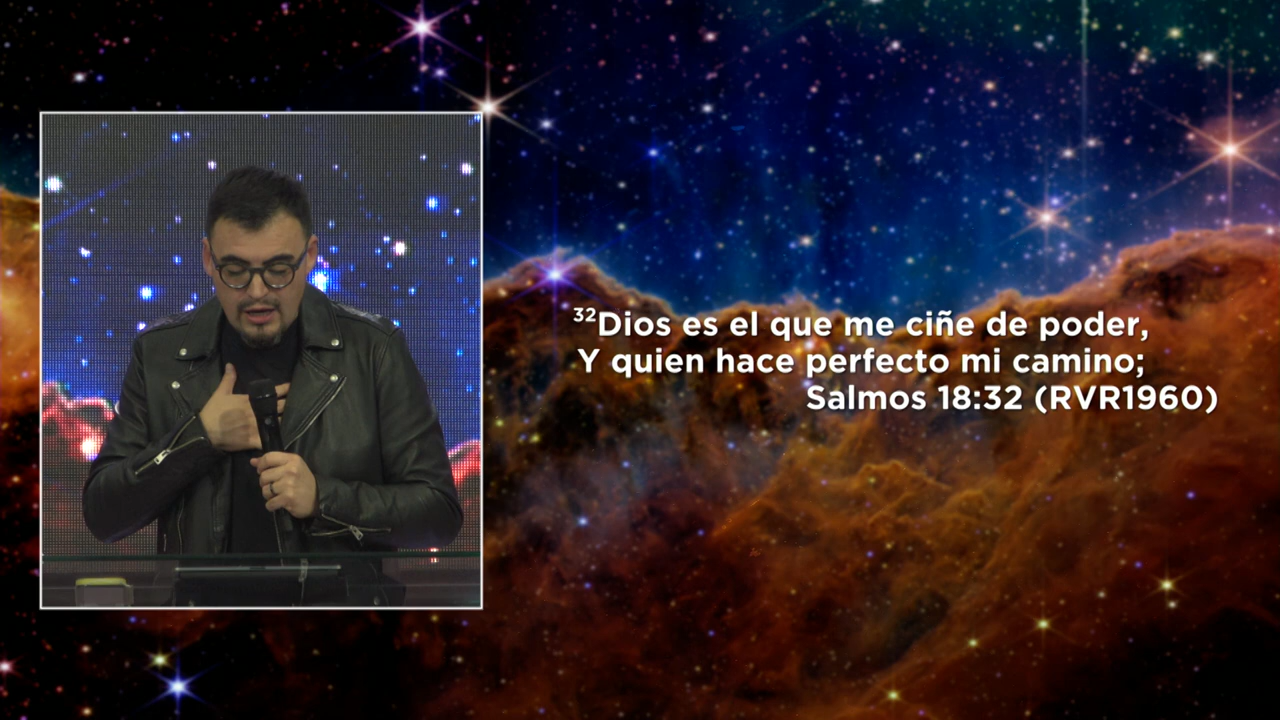 ³²Dios es el que me ciñe de poder,
Y quien hace perfecto mi camino;
Salmos 18:32 (RVR1960)